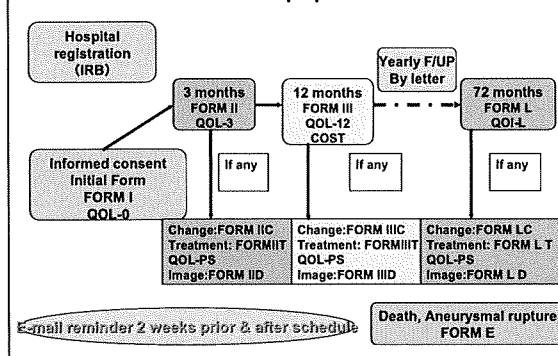 Hospital
registration
(IRB)
Yearly F/UP
By letter
3 months
FORM II
QOL-3
12 months
FORM III
QOL-12
COST
72 months
FORM L
QOL-L
Informed consent
Initial Form
FORM I
QOL-0
If any
If any
If any
Change:FORM IIC
Treatment: FORMIIT
QOL-PS
Image:FORM IID
Change:FORM IIIC
Treatment: FORMIIIT
QOL-PS
Image:FORM IIID
Change:FORM LC
Treatment: FORM L T
QOL-PS
Image:FORM L D
E-mail reminder 2 weeks prior & after schedule
Death, Aneurysmal rupture
FORM E